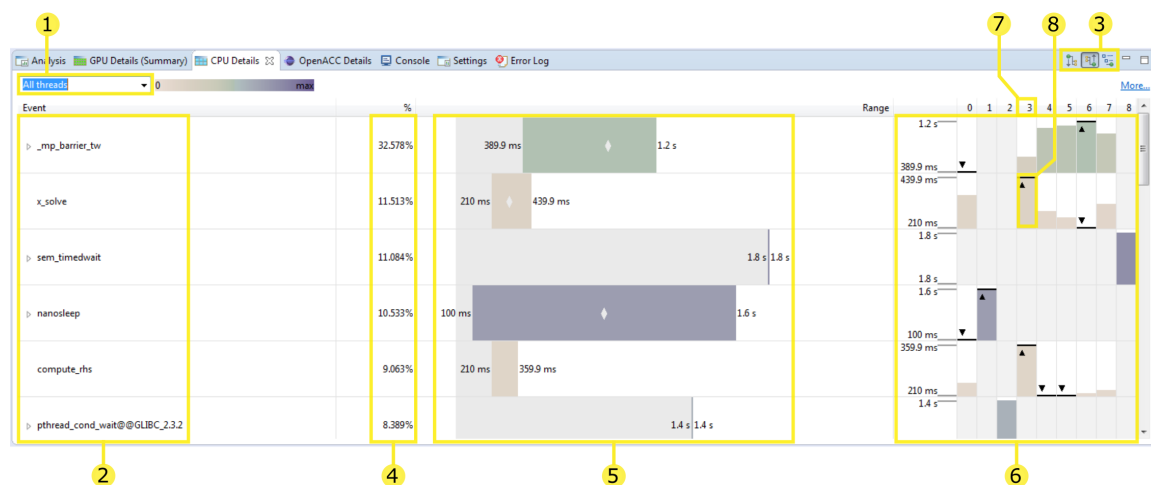 1 7 8 3
Analysis GPU Details (Summary) CPU Details OpenACC Details Console Settings Error Log
All threads 0 max More...
Event % Range 0 1 2 3 4 5 6 7 8
_mp_barrier_tw 32.578% 389.9 ms 1.2 s 1.2 s 389.9 ms
x_solve 11.513% 210 ms 439.9 ms 439.9 ms 210 ms
sem_timedwait 11.084% 1.8 s 1.8 s 1.8 s 1.8 s
nanosleep 10.533% 100 ms 1.6 s 1.6 s 100 ms
compute_rhs 9.063% 210 ms 359.9 ms 359.9 ms 210 ms
pthread_cond_wait@@GLIBC_2.3.2 8.389% 1.4 s 1.4 s 1.4 s
2 4 5 6